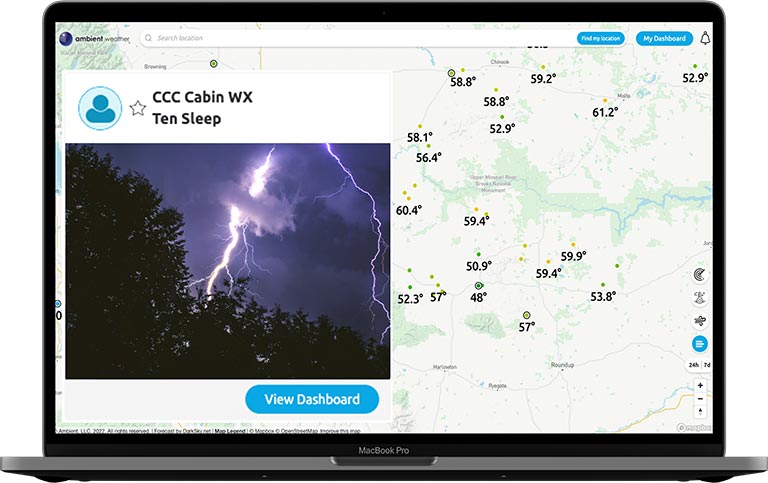 ambient weather
Search location
Find my location
My Dashboard
Browning
Chinook
58.8°
59.2°
52.9°
58.8°
Malta
61.2°
52.9°
58.1°
56.4°
CCC Cabin WX
Ten Sleep
Upper Missouri River
Breaks National
Monument
60.4°
59.4°
50.9°
59.9°
59.4°
52.3°
57°
48°
53.8°
0
57°
Harlowton
Roundup
24h 7d
Ryegate
View Dashboard
+
−
Ambient, LLC, 2022, All rights reserved. | Forecast by DarkSky.net | Map Legend | © Mapbox © OpenStreetMap Improve this map
mapbox
MacBook Pro